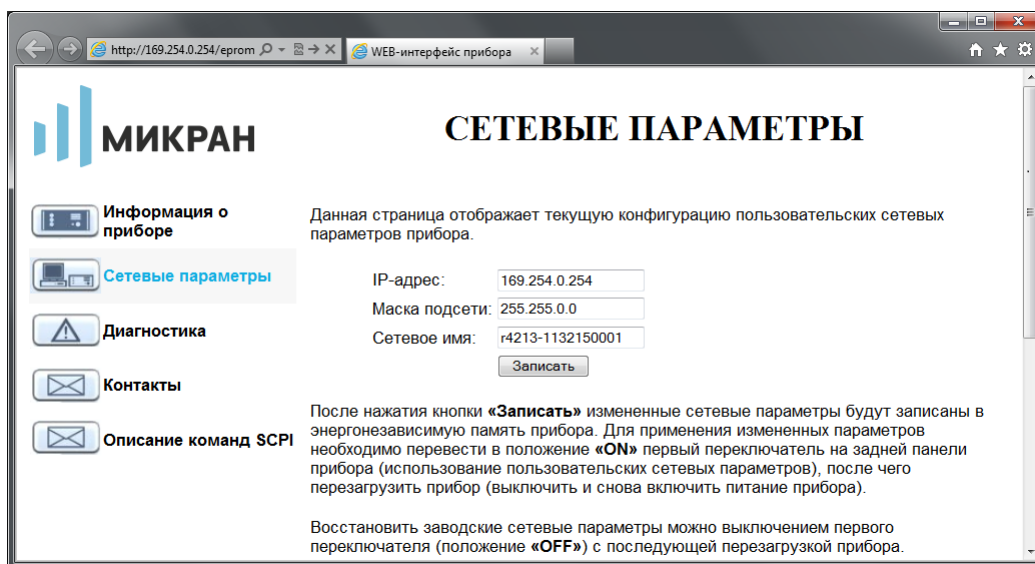 http://169.254.0.254/eprom
WEB-интерфейс прибора
МИКРАН
СЕТЕВЫЕ ПАРАМЕТРЫ
Информация о
приборе
Сетевые параметры
Диагностика
Контакты
Описание команд SCPI
Данная страница отображает текущую конфигурацию пользовательских сетевых
параметров прибора.
IP-адрес: 169.254.0.254
Маска подсети: 255.255.0.0
Сетевое имя: r4213-1132150001
Записать
После нажатия кнопки «Записать» измененные сетевые параметры будут записаны в
энергонезависимую память прибора. Для применения измененных параметров
необходимо перевести в положение «ON» первый переключатель на задней панели
прибора (использование пользовательских сетевых параметров), после чего
перезагрузить прибор (выключить и снова включить питание прибора).
Восстановить заводские сетевые параметры можно выключением первого
переключателя (положение «OFF») с последующей перезагрузкой прибора.